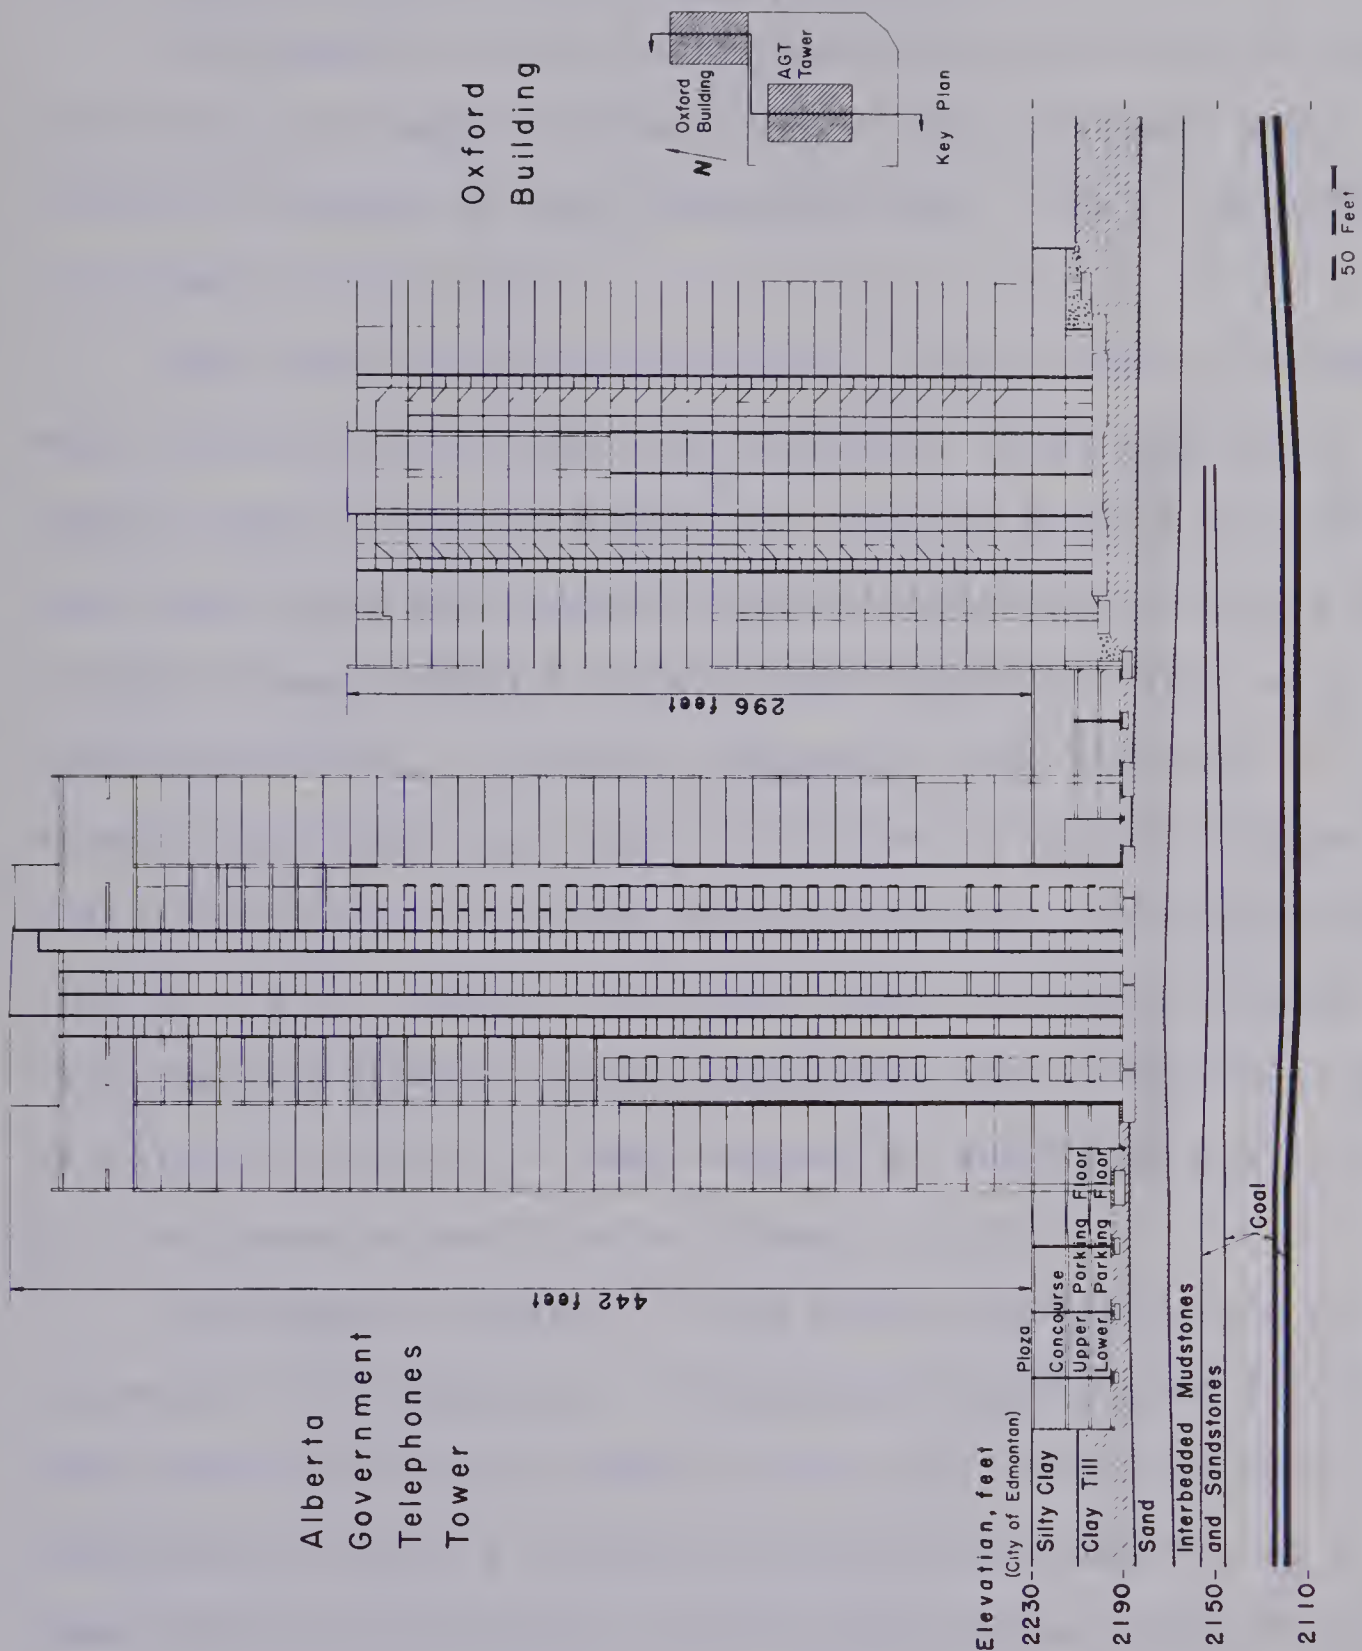 Alberta
Government
Telephones
Tower
Oxford
Building
442 feet
296 feet
N
Oxford
Building
AGT
Tower
Key Plan
Elevation, feet
(City of Edmonton)
2230
2190
2150
2110
Plaza
Concourse
Upper Parking Floor
Lower Parking Floor
Silty Clay
Clay Till
Sand
Interbedded Mudstones
and Sandstones
Coal
50 Feet